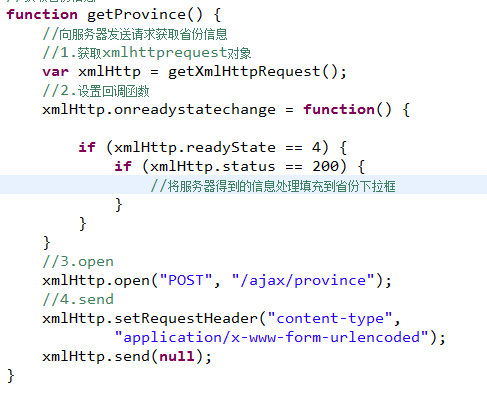 function getProvince() {
//向服务器发送请求获取省份信息
//1.获取xmlhttprequest对象
var xmlHttp = getXmlHttpRequest();
//2.设置回调函数
xmlHttp.onreadystatechange = function() {
if (xmlHttp.readyState == 4) {
if (xmlHttp.status == 200) {
//将服务器得到的信息处理填充到省份下拉框
}
}
}
//3.open
xmlHttp.open("POST", "/ajax/province");
//4.send
xmlHttp.setRequestHeader("content-type",
"application/x-www-form-urlencoded");
xmlHttp.send(null);
}